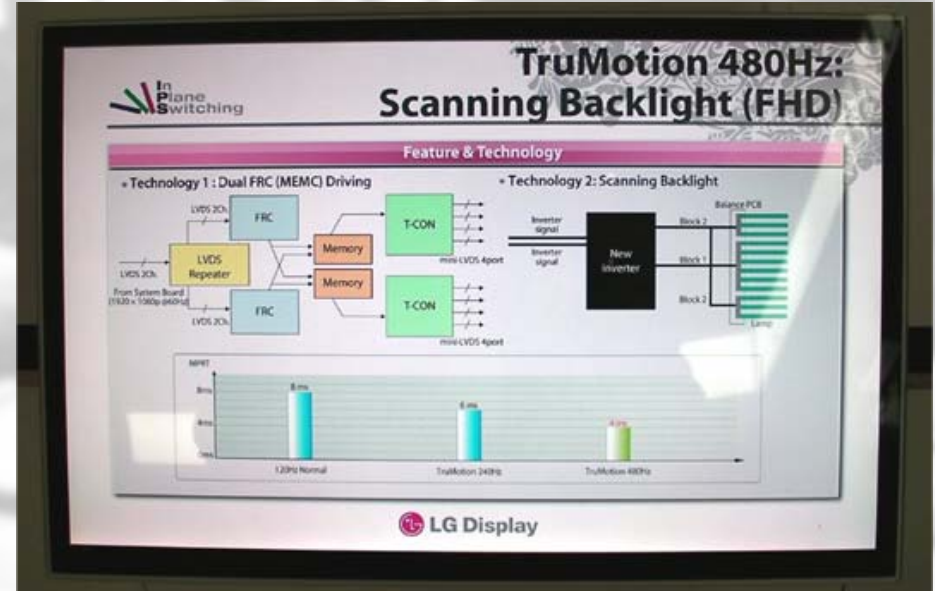 In
Plane
Switching
TruMotion 480Hz:
Scanning Backlight (FHD)
Feature & Technology
• Technology 1 : Dual FRC (MEMC) Driving
LVDS 2Ch.
FRC
LVDS
Repeater
LVDS 2Ch.
From System Board
(1920 x 1080p @60Hz)
LVDS 2Ch.
FRC
Memory
Memory
T-CON
mini-LVDS 4port
T-CON
mini-LVDS 4port
• Technology 2: Scanning Backlight
Inverter
signal
Inverter
signal
New
inverter
Balance PCB
Block 2
Block 1
Block 2
Lamp
MPRT
8ms
4ms
0ms
8 ms
6 ms
4 ms
120Hz Normal
TruMotion 240Hz
TruMotion 480Hz
LG Display